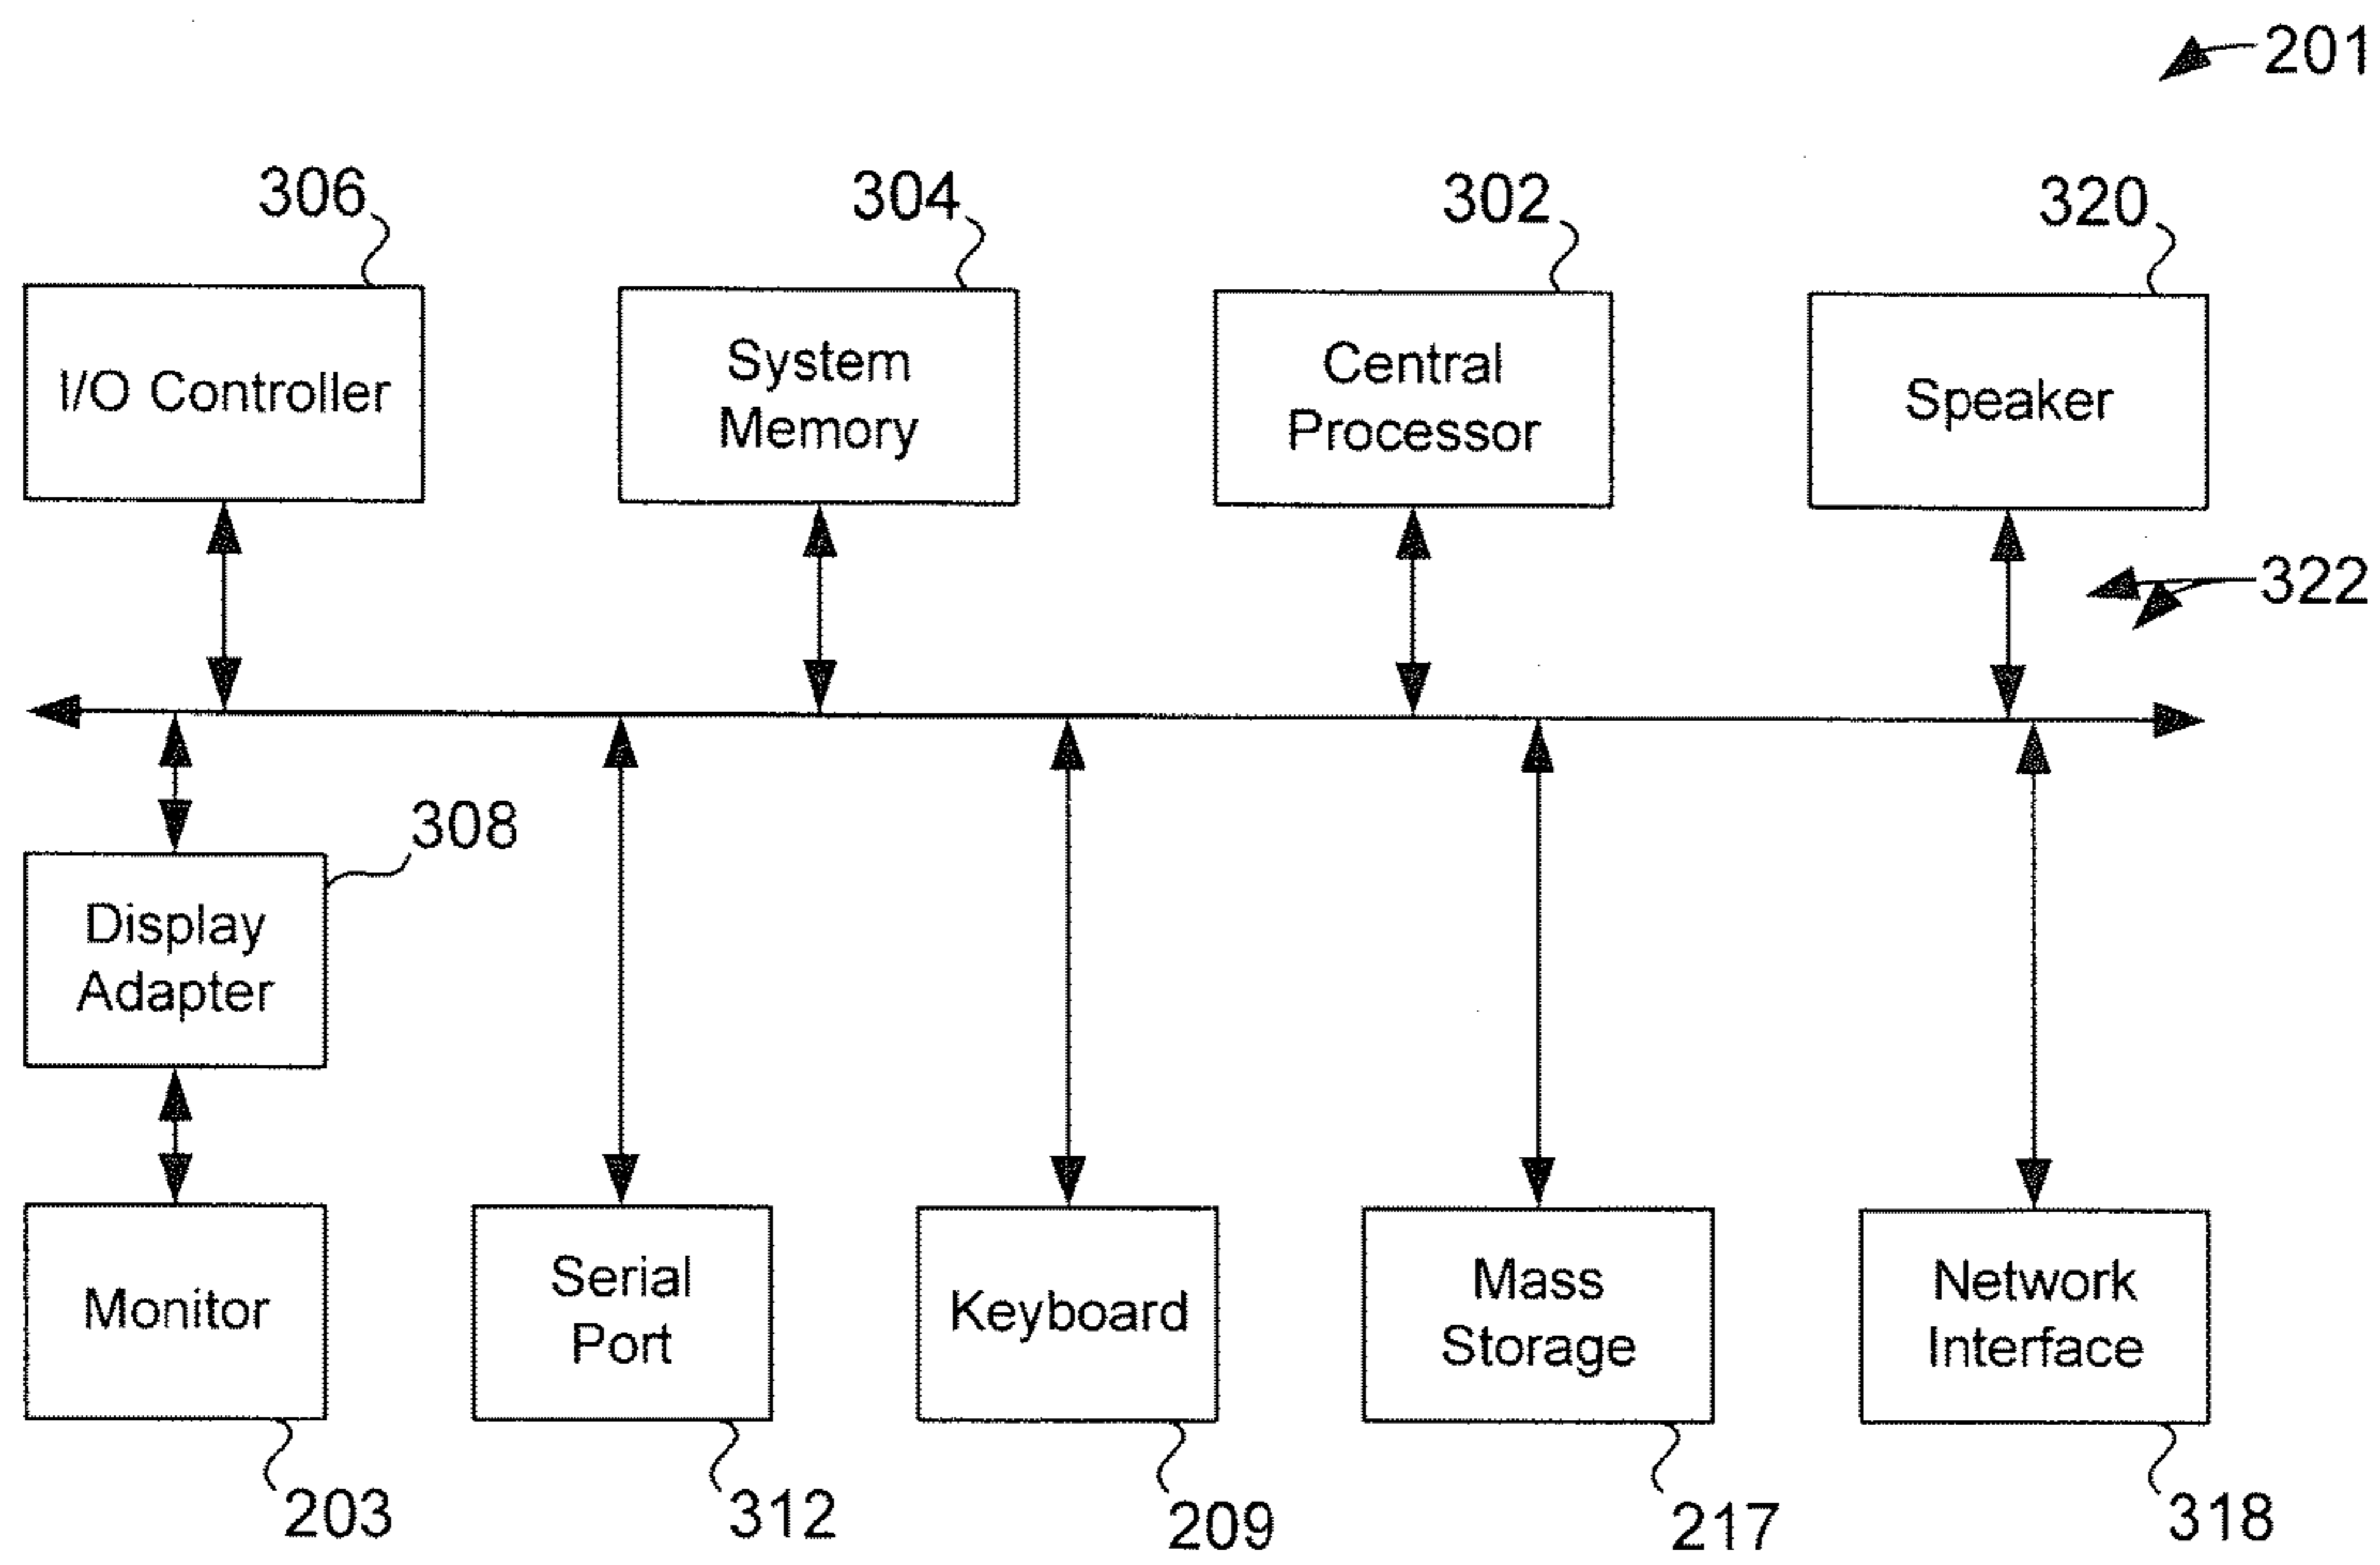 201
306
304
302
320
I/O Controller
System
Memory
Central
Processor
Speaker
322
308
Display
Adapter
Monitor
Serial
Port
Keyboard
Mass
Storage
Network
Interface
203
312
209
217
318